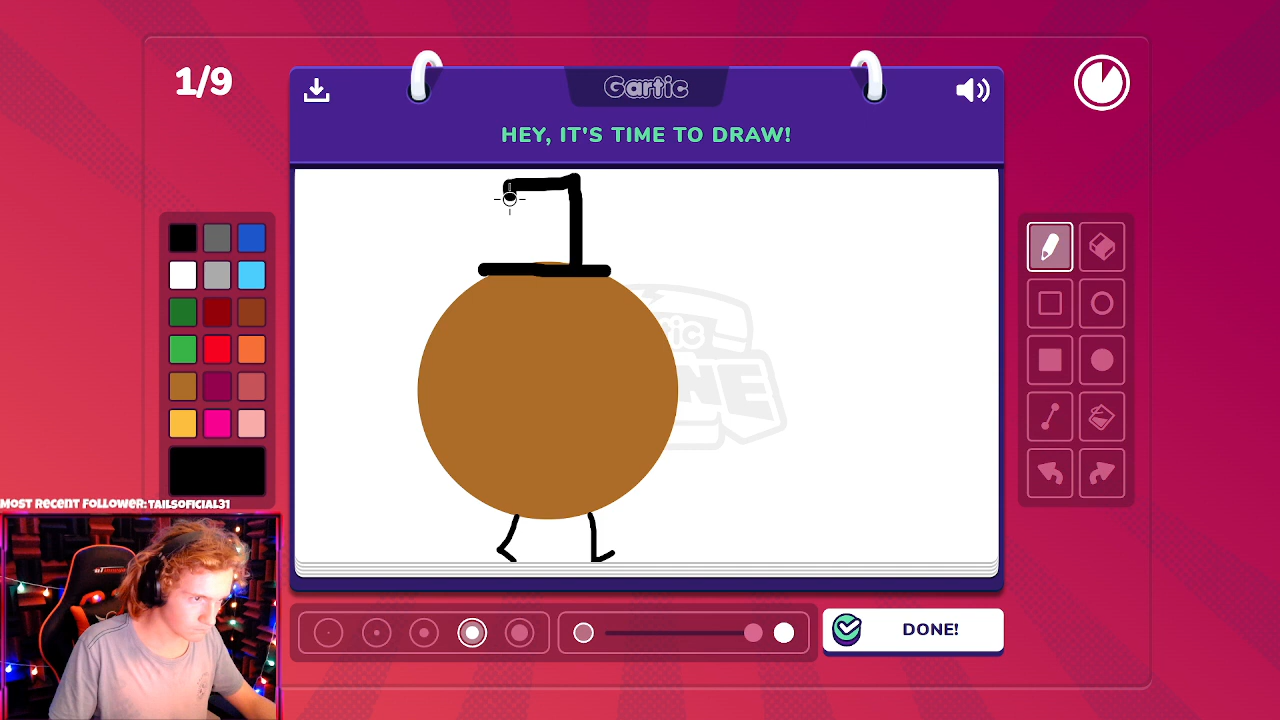 1/9
Gartic
HEY, IT'S TIME TO DRAW!
DONE!
MOST RECENT FOLLOWER: TAILSOFICIAL31